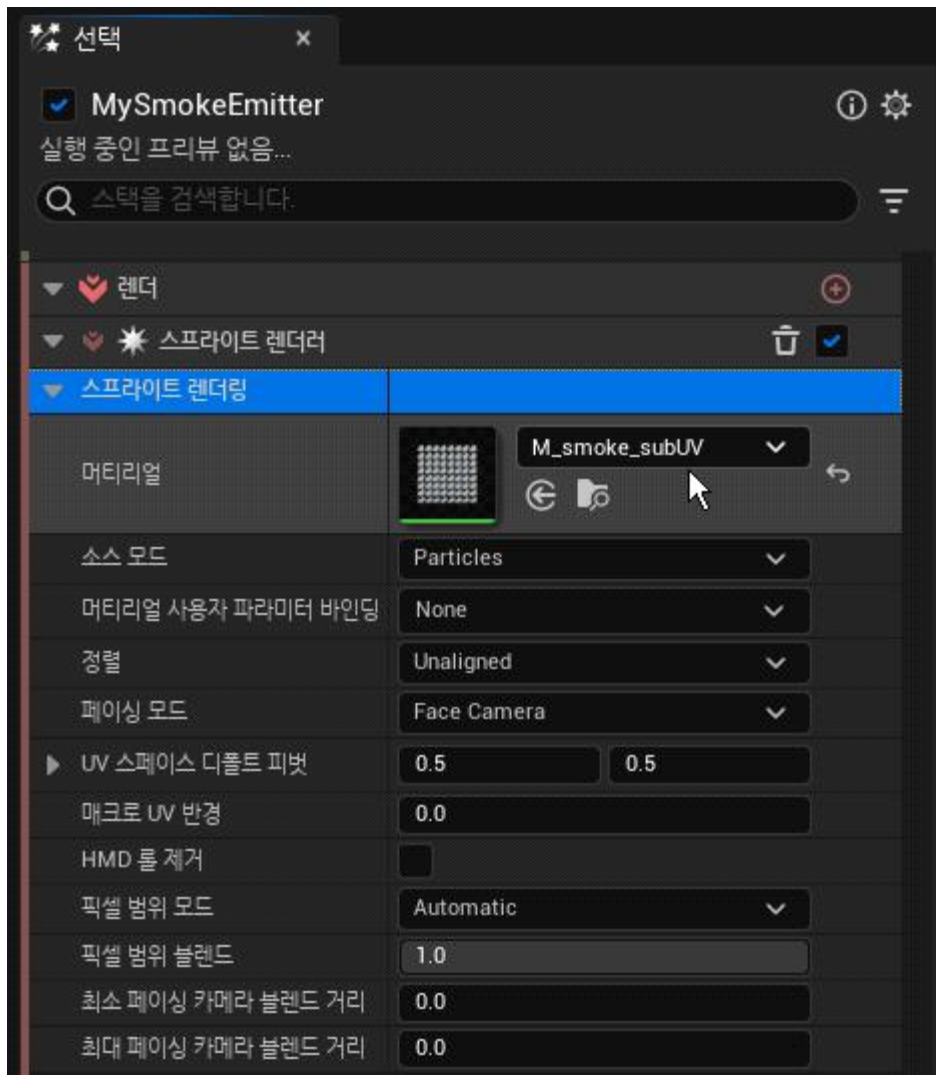 선택
MySmokeEmitter
실행 중인 프리뷰 없음...
스택을 검색합니다.
렌더
스프라이트 렌더러
스프라이트 렌더링
머티리얼
M_smoke_subUV
소스 모드 Particles
머티리얼 사용자 파라미터 바인딩 None
정렬 Unaligned
페이싱 모드 Face Camera
UV 스페이스 디폴트 피벗 0.5 0.5
매크로 UV 반경 0.0
HMD 롤 제거
픽셀 범위 모드 Automatic
픽셀 범위 블렌드 1.0
최소 페이싱 카메라 블렌드 거리 0.0
최대 페이싱 카메라 블렌드 거리 0.0